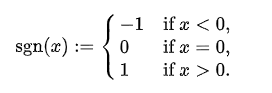 −1 if x < 0,
sgn(x) := { 0 if x = 0,
1 if x > 0.